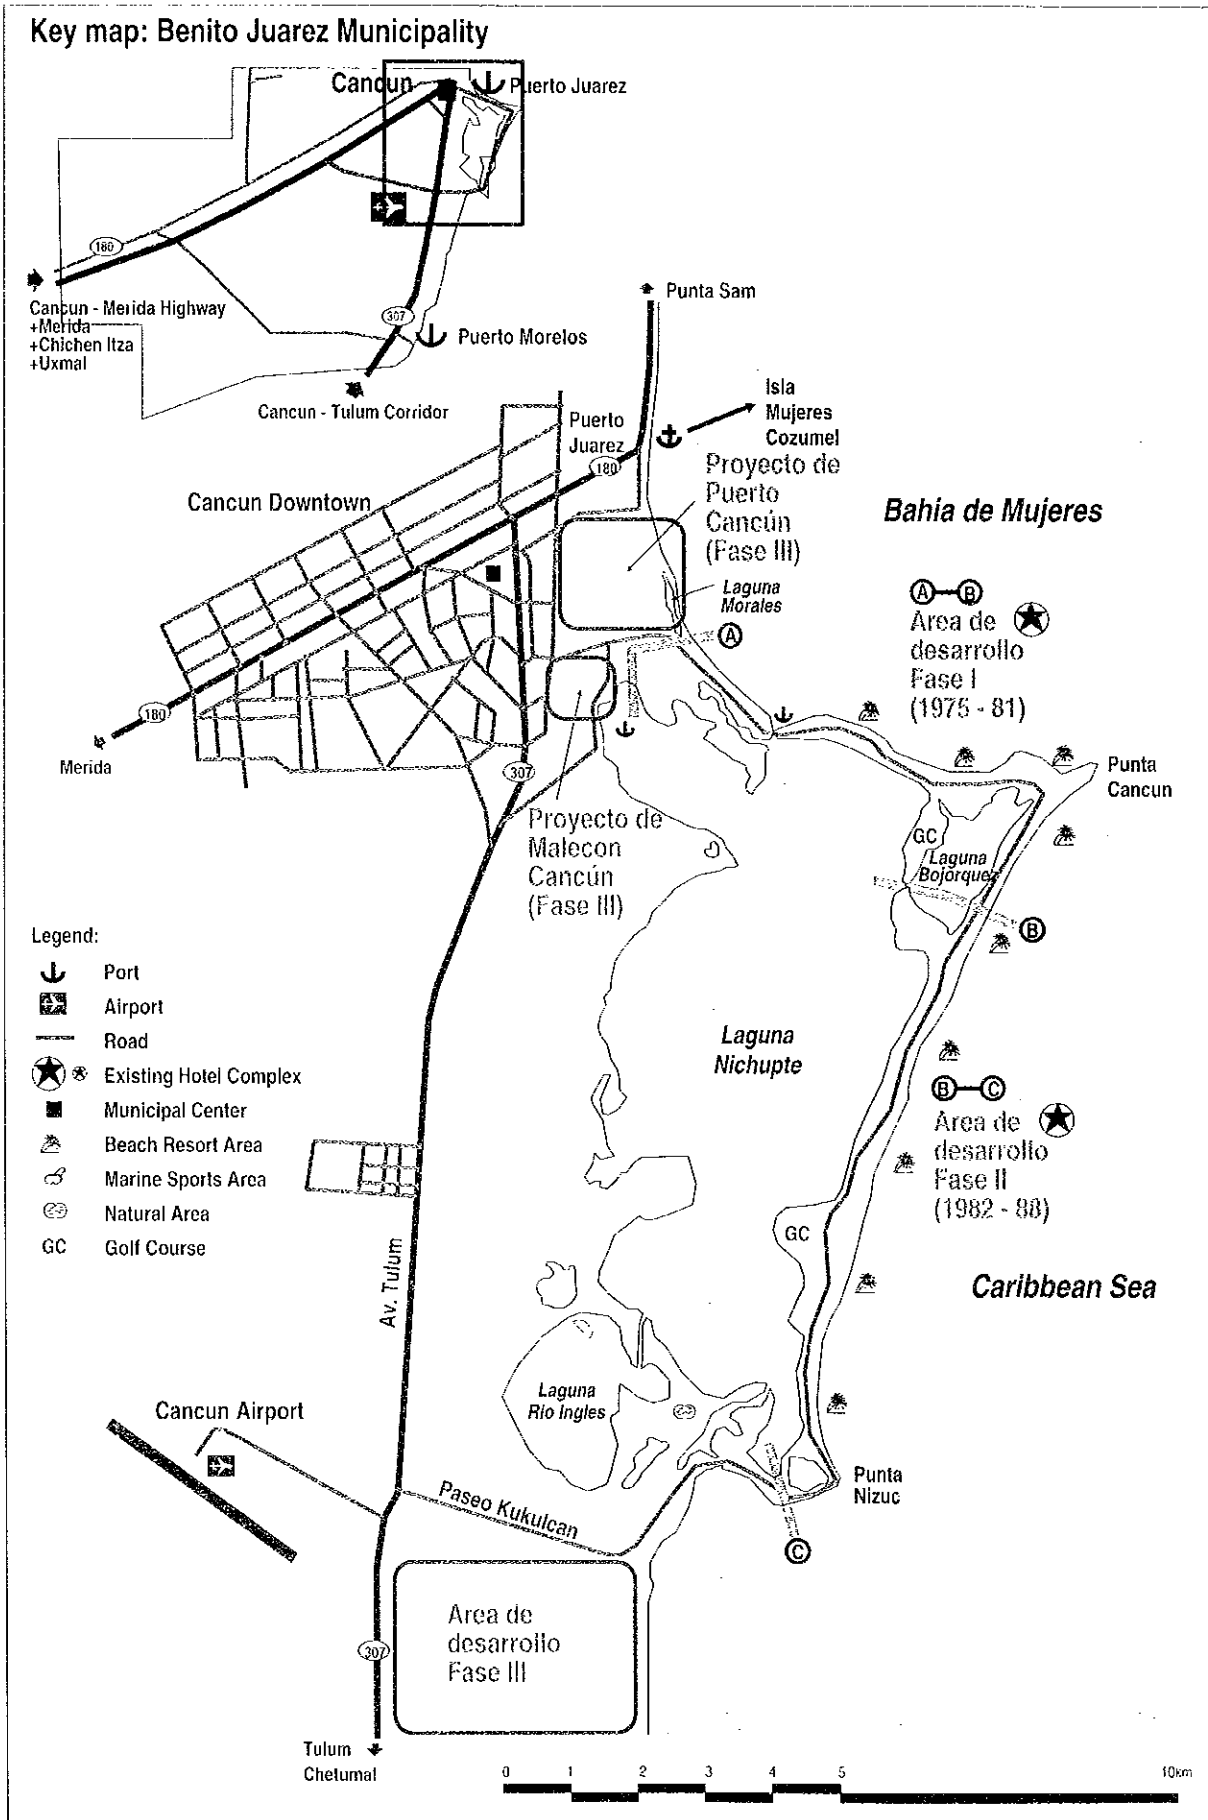 Key map: Benito Juarez Municipality
Cancun
Puerto Juarez
180
Cancun - Merida Highway
+Merida
+Chichen Itza
+Uxmal
307
Puerto Morelos
Cancun - Tulum Corridor
Punta Sam
Isla
Mujeres
Cozumel
Puerto
Juarez
180
Cancun Downtown
Proyecto de
Puerto
Cancún
(Fase III)
Bahia de Mujeres
Laguna
Morales
A
A B
Area de
desarrollo
Fase I
(1975 - 81)
180
Merida
307
Punta
Cancun
Proyecto de
Malecon
Cancún
(Fase III)
GC
Laguna
Bojorquez
B
Legend:
Port
Airport
Road
Existing Hotel Complex
Municipal Center
Beach Resort Area
Marine Sports Area
Natural Area
GC Golf Course
Laguna
Nichupte
B C
Area de
desarrollo
Fase II
(1982 - 88)
GC
Av. Tulum
Caribbean Sea
Laguna
Rio Ingles
Cancun Airport
Punta
Nizuc
Paseo Kukulcan
C
Area de
desarrollo
Fase III
307
Tulum
Chetumal
0 1 2 3 4 5 10km